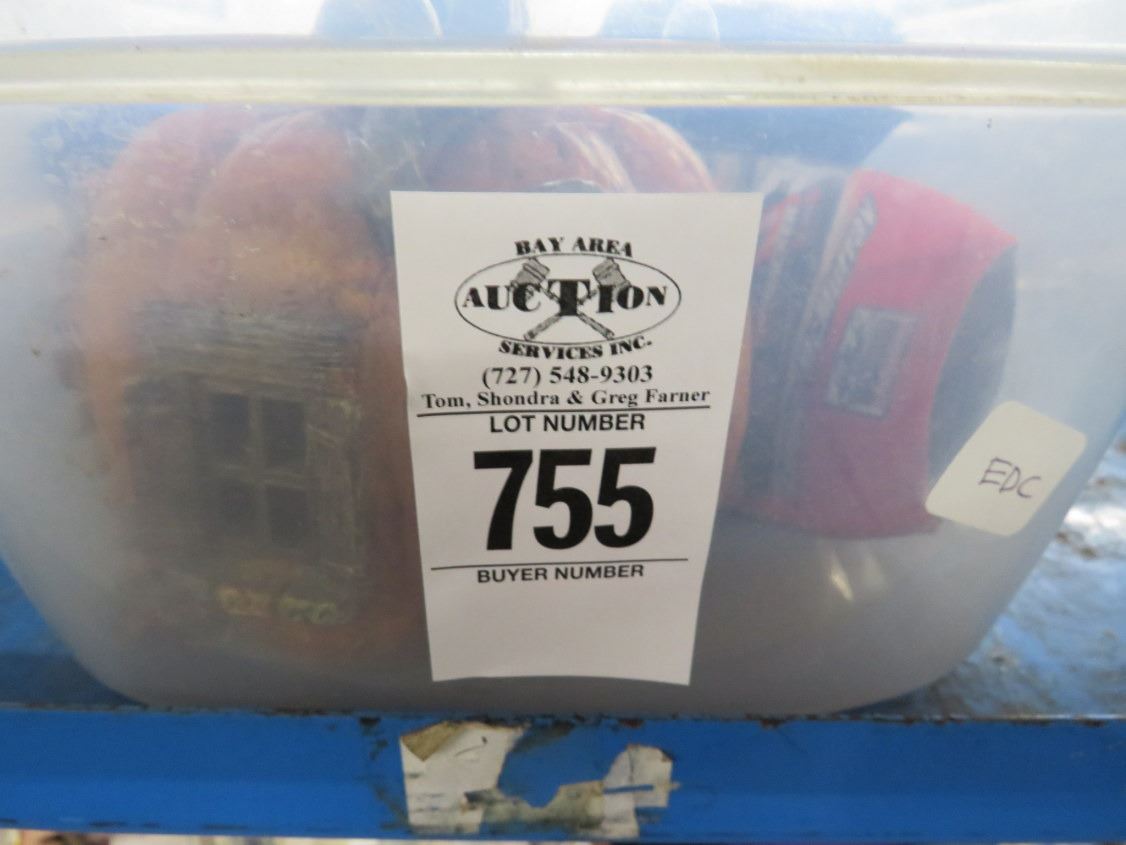 BAY AREA
AUCTION
SERVICES INC.
(727) 548-9303
Tom, Shondra & Greg Farner
LOT NUMBER
755
BUYER NUMBER
EDC